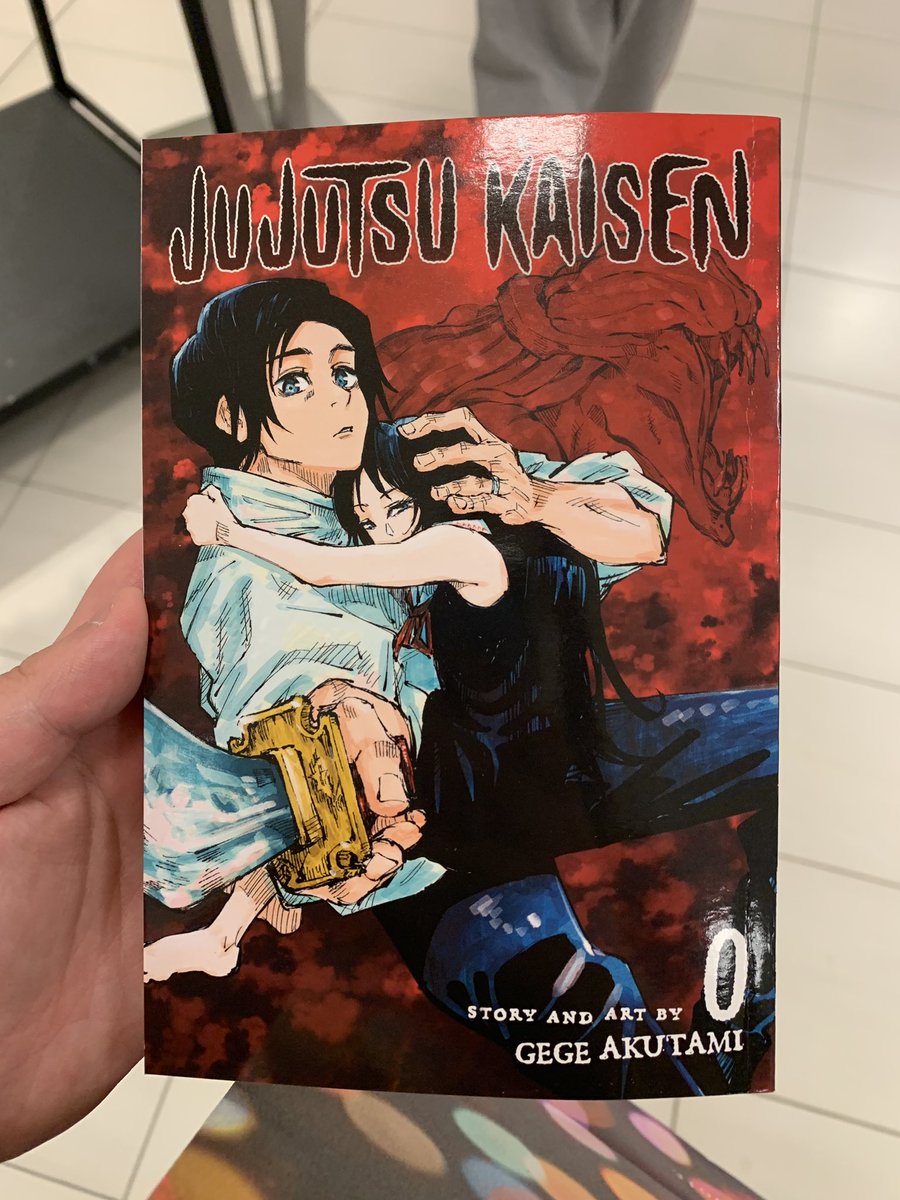 JUJUTSU KAISEN
0
STORY AND ART BY
GEGE AKUTAMI